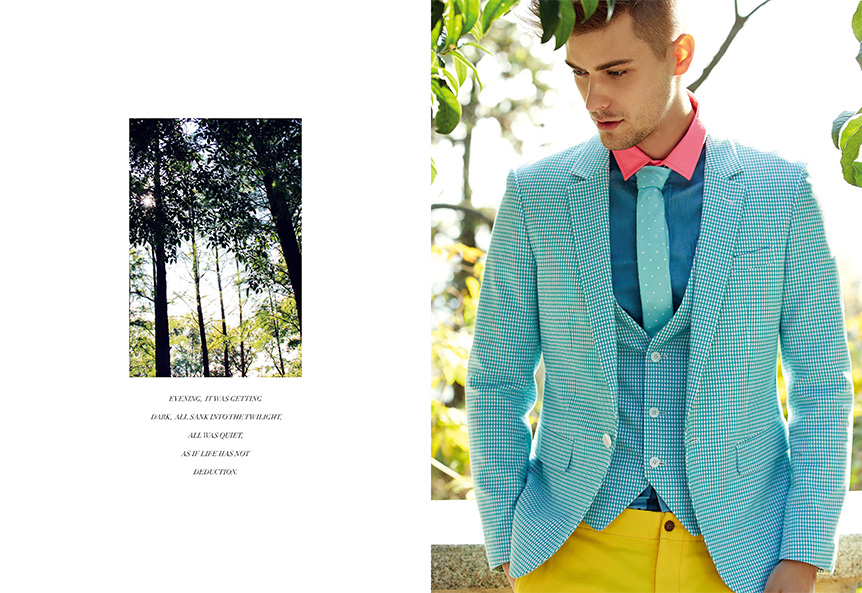 EVENING, IT WAS GETTING
DARK, ALL SANK INTO THE TWILIGHT,
ALL WAS QUIET,
AS IF LIFE HAS NOT
DEDUCTION.